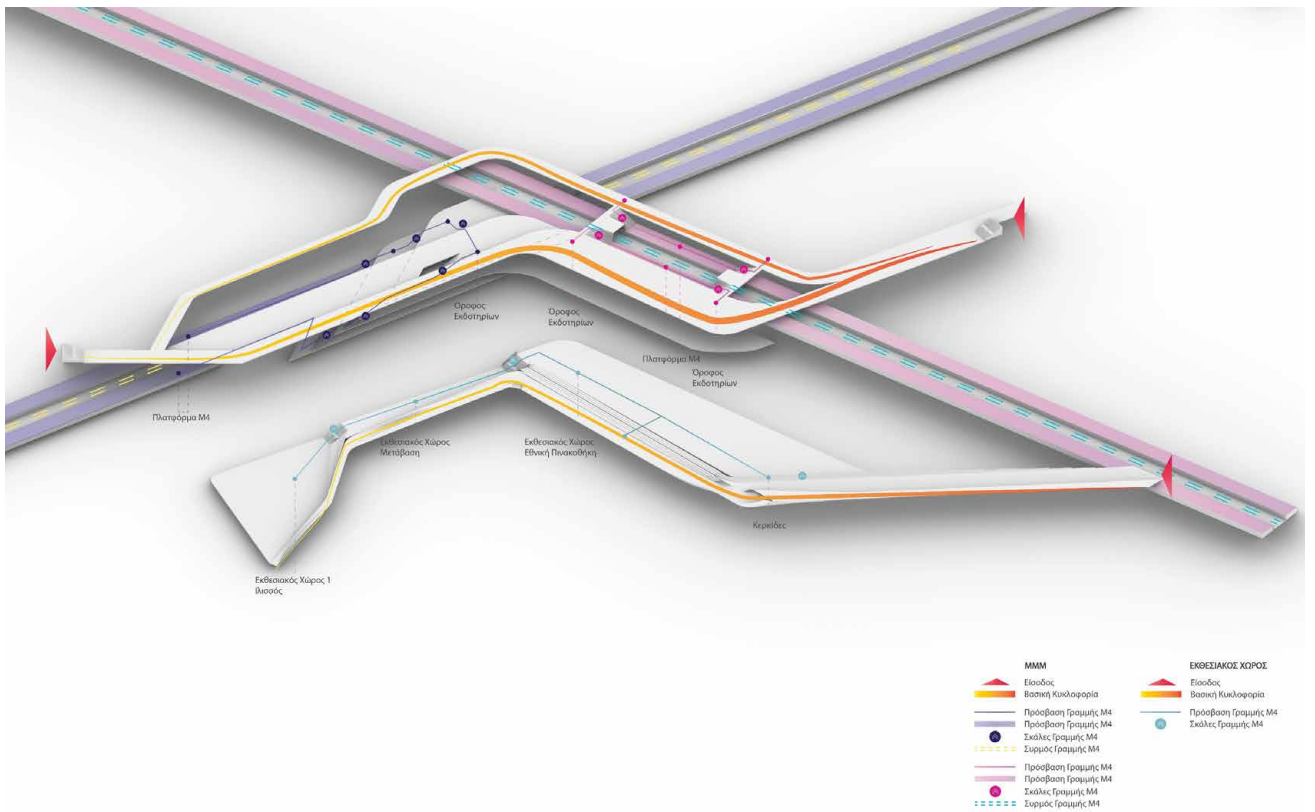 Όροφος
Εκδοτηρίων
Όροφος
Εκδοτηρίων
Πλατφόρμα Μ4
Όροφος
Εκδοτηρίων
Πλατφόρμα Μ4
Εκθεσιακός Χώρος
Μετάβαση
Εκθεσιακός Χώρος
Εθνική Πινακοθήκη
Κερκίδες
Εκθεσιακός Χώρος 1
Ιλισσός
ΜΜΜ
Είσοδος
Βασική Κυκλοφορία
Πρόσβαση Γραμμής Μ4
Πρόσβαση Γραμμής Μ4
Σκάλες Γραμμής Μ4
Συρμός Γραμμής Μ4
Πρόσβαση Γραμμής Μ4
Πρόσβαση Γραμμής Μ4
Σκάλες Γραμμής Μ4
Συρμός Γραμμής Μ4
ΕΚΘΕΣΙΑΚΟΣ ΧΩΡΟΣ
Είσοδος
Βασική Κυκλοφορία
Πρόσβαση Γραμμής Μ4
Σκάλες Γραμμής Μ4